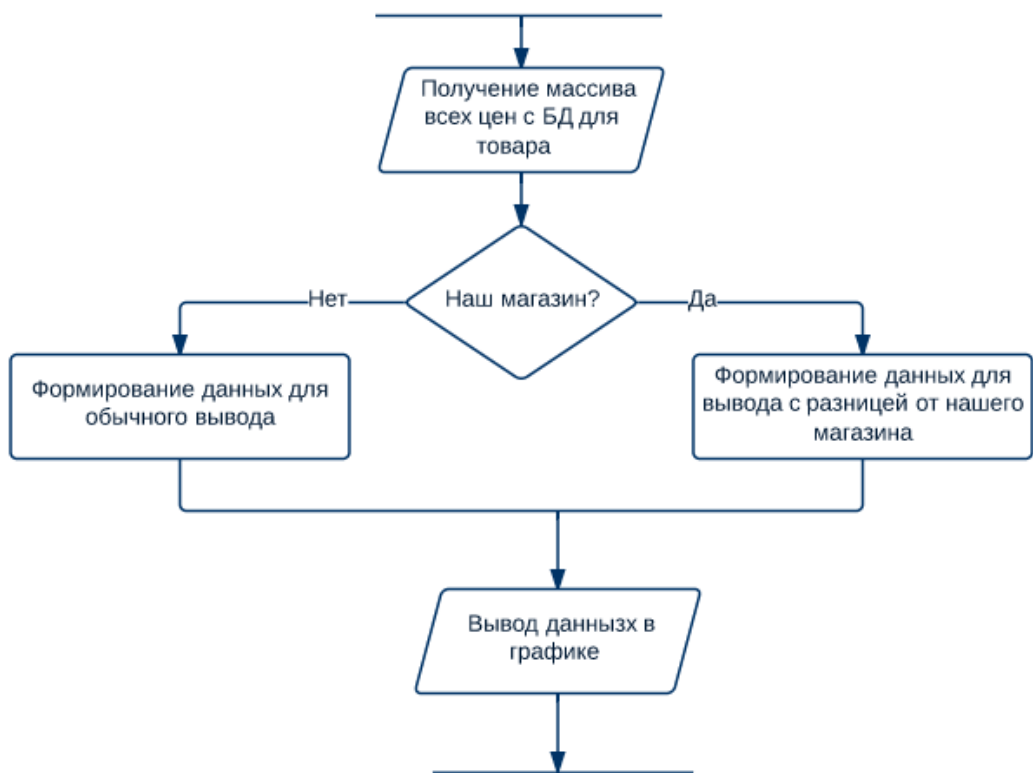 Получение массива
всех цен с БД для
товара
Наш магазин?
Нет
Да
Формирование данных для
обычного вывода
Формирование данных для
вывода с разницей от нашего
магазина
Вывод даннызх в
графике